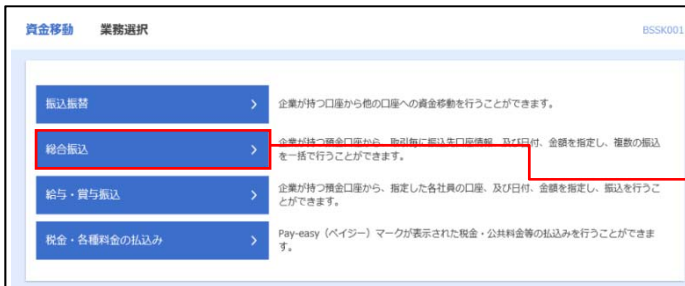 資金移動 業務選択 BSSK001
振込振替 企業が持つ口座から他の口座への資金移動を行うことができます。
総合振込 企業が持つ預金口座から、取引毎に振込先口座情報、及び日付、金額を指定し、複数の振込
を一括で行うことができます。
給与・賞与振込 企業が持つ預金口座から、指定した各社員の口座、及び日付、金額を指定し、振込を行うこ
とができます。
税金・各種料金の払込み Pay-easy（ペイジー）マークが表示された税金・公共料金等の払込みを行うことができま
す。